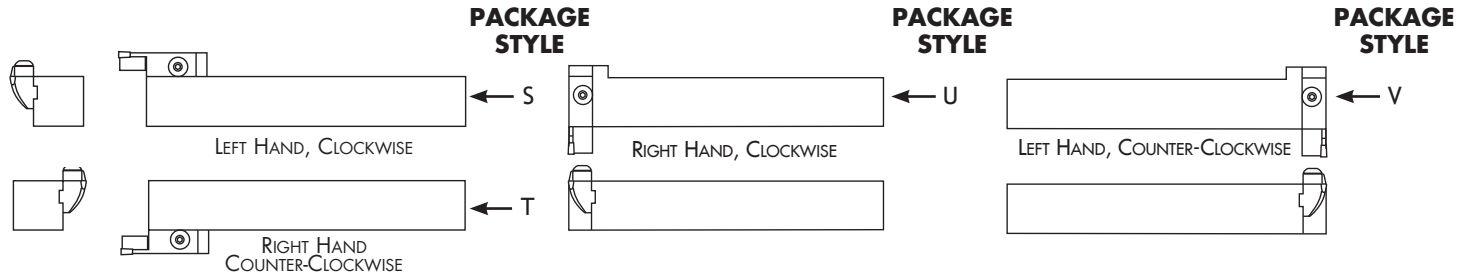 PACKAGE
STYLE
S
LEFT HAND, CLOCKWISE
T
RIGHT HAND
COUNTER-CLOCKWISE
PACKAGE
STYLE
U
RIGHT HAND, CLOCKWISE
PACKAGE
STYLE
V
LEFT HAND, COUNTER-CLOCKWISE